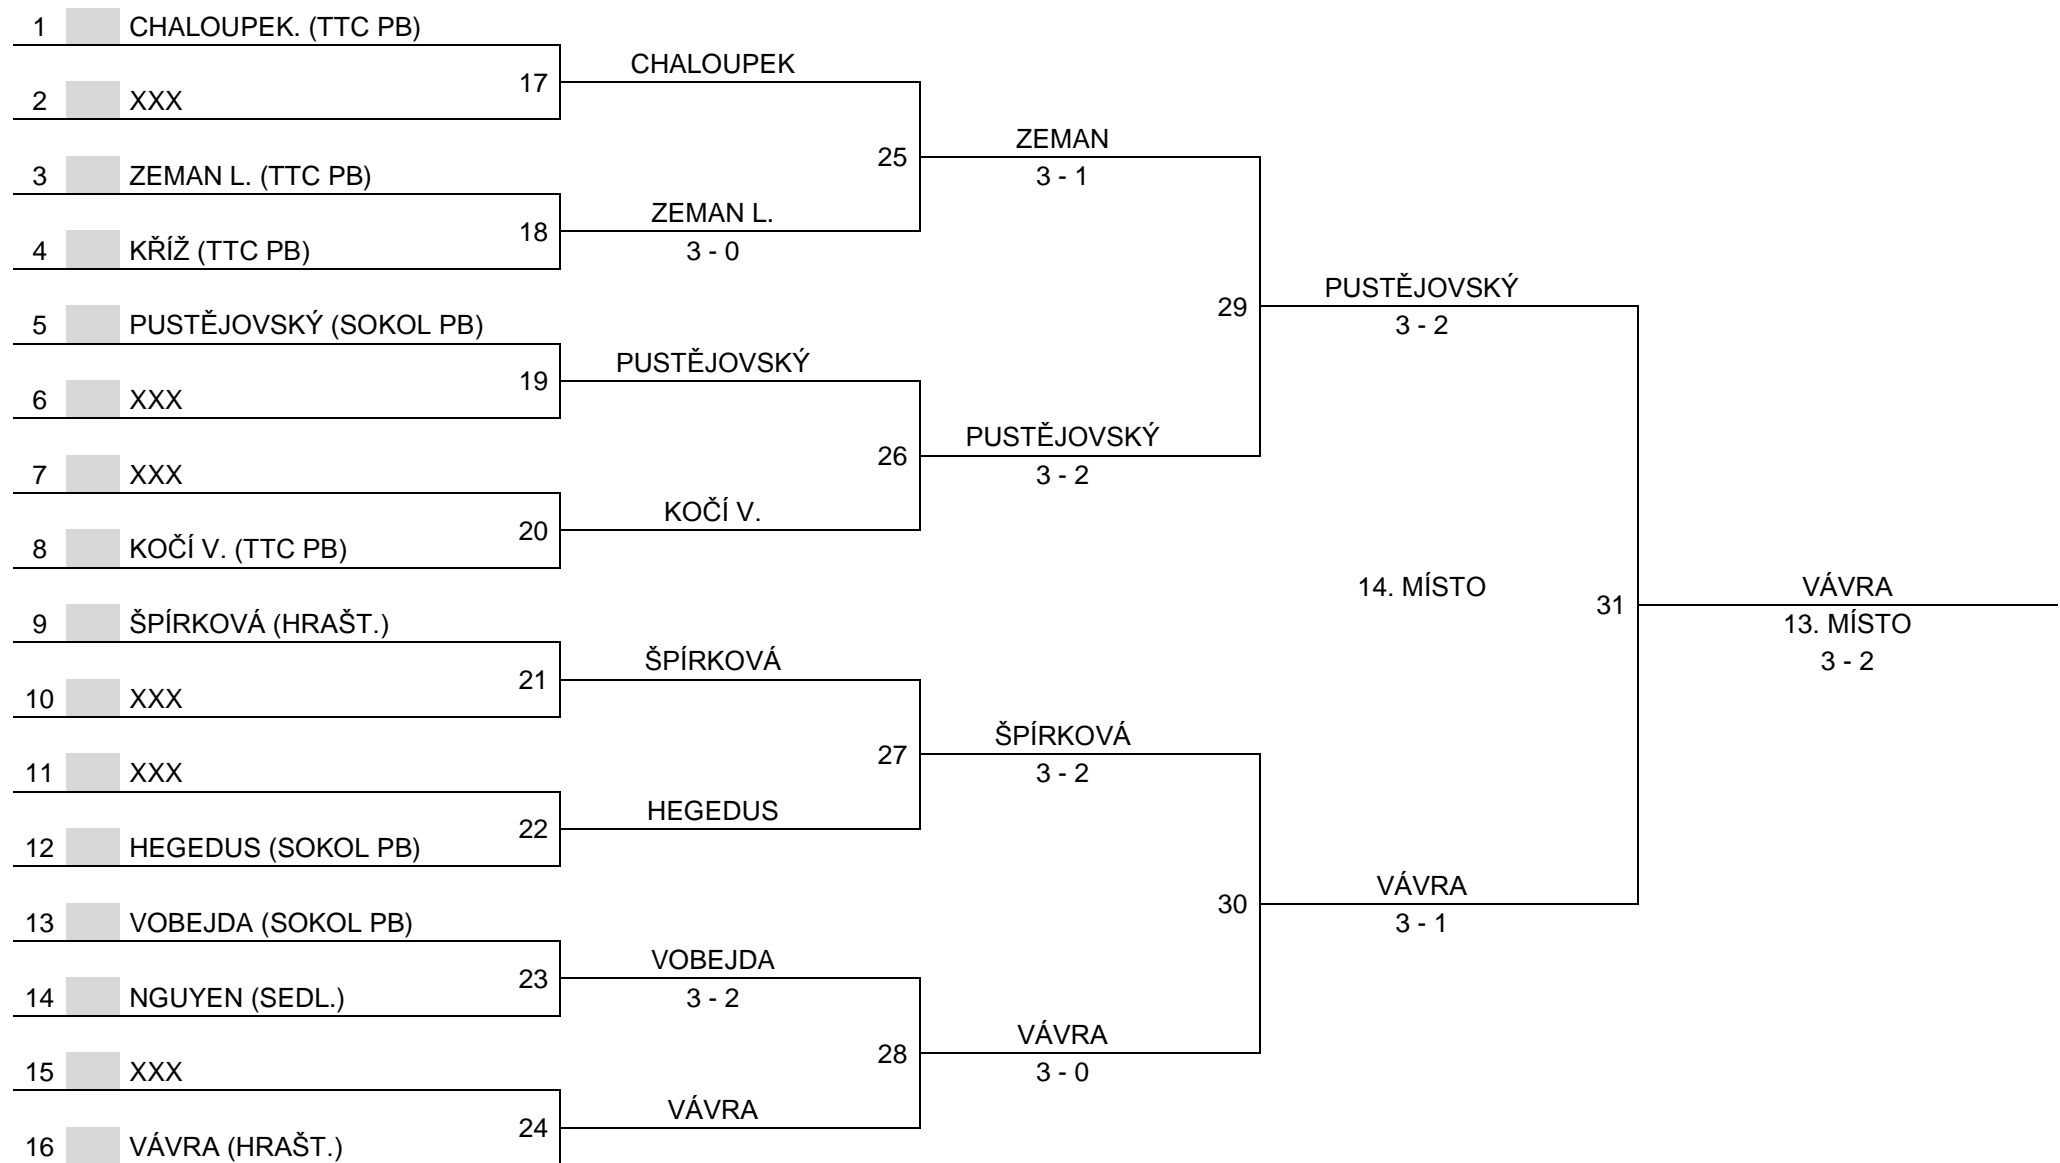 1 CHALOUPEK. (TTC PB)
CHALOUPEK
17
2 XXX
ZEMAN
25
3 ZEMAN L. (TTC PB)
3 - 1
ZEMAN L.
18
4 KŘÍŽ (TTC PB)
3 - 0
PUSTĚJOVSKÝ
29
5 PUSTĚJOVSKÝ (SOKOL PB)
3 - 2
PUSTĚJOVSKÝ
19
6 XXX
PUSTĚJOVSKÝ
26
7 XXX
3 - 2
KOČÍ V.
20
8 KOČÍ V. (TTC PB)
14. MÍSTO
VÁVRA
31
9 ŠPÍRKOVÁ (HRAŠT.)
13. MÍSTO
ŠPÍRKOVÁ
3 - 2
21
10 XXX
ŠPÍRKOVÁ
27
11 XXX
3 - 2
HEGEDUS
22
12 HEGEDUS (SOKOL PB)
VÁVRA
30
13 VOBEJDA (SOKOL PB)
3 - 1
VOBEJDA
23
14 NGUYEN (SEDL.)
3 - 2
VÁVRA
28
15 XXX
3 - 0
VÁVRA
24
16 VÁVRA (HRAŠT.)